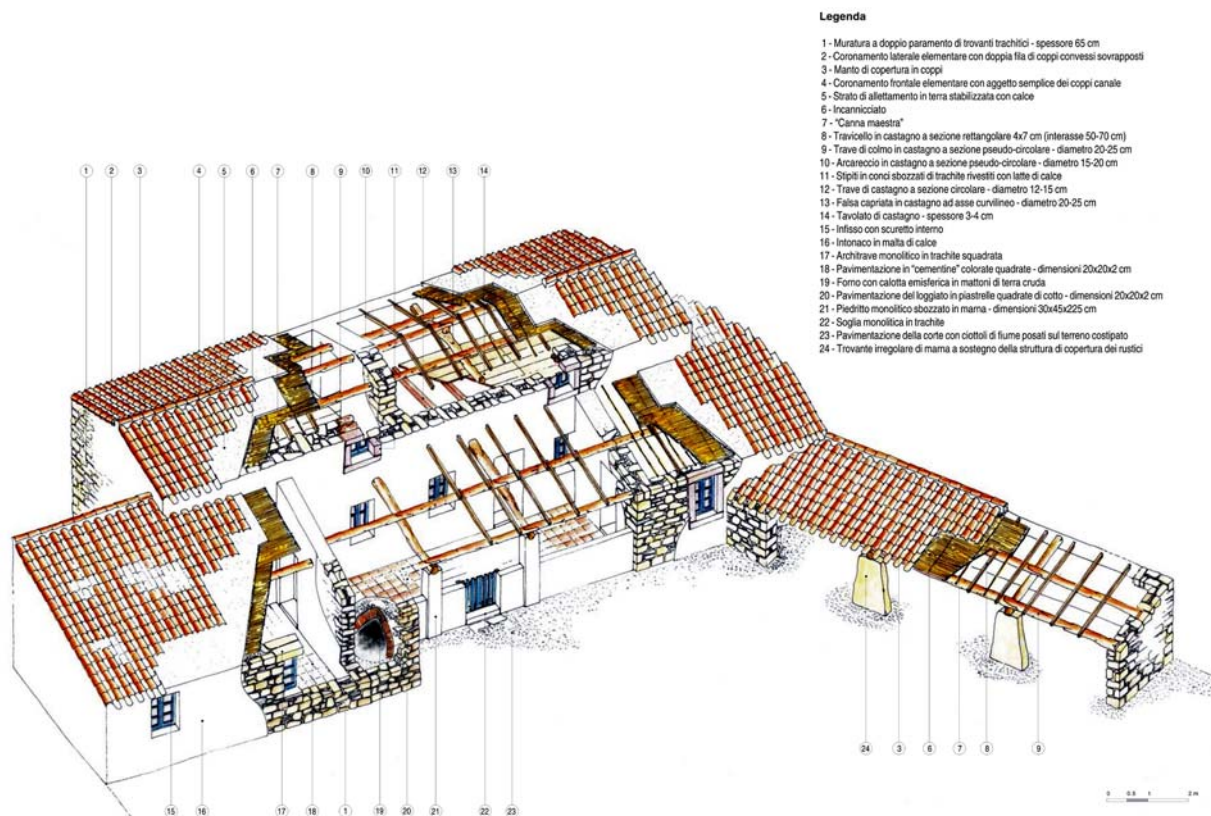 Legenda
1 - Muratura a doppio paramento di trovanti trachitici - spessore 65 cm
2 - Coronamento laterale elementare con doppia fila di coppi convessi sovrapposti
3 - Manto di copertura in coppi
4 - Coronamento frontale elementare con aggetto semplice dei coppi canale
5 - Strato di allettamento in terra stabilizzata con calce
6 - Incannicciato
7 - "Canna maestra"
8 - Travicello in castagno a sezione rettangolare 4x7 cm (interasse 50-70 cm)
9 - Trave di colmo in castagno a sezione pseudo-circolare - diametro 20-25 cm
10 - Arcareccio in castagno a sezione pseudo-circolare - diametro 15-20 cm
11 - Stipiti in conci sbozzati di trachite rivestiti con latte di calce
12 - Trave di castagno a sezione circolare - diametro 12-15 cm
13 - Falsa capriata in castagno ad asse curvilineo - diametro 20-25 cm
14 - Tavolato di castagno - spessore 3-4 cm
15 - Infisso con scuretto interno
16 - Intonaco in malta di calce
17 - Architrave monolitico in trachite squadrata
18 - Pavimentazione in "cementine" colorate quadrate - dimensioni 20x20x2 cm
19 - Forno con calotta emisferica in mattoni di terra cruda
20 - Pavimentazione del loggiato in piastrelle quadrate di cotto - dimensioni 20x20x2 cm
21 - Piedritto monolitico sbozzato in marna - dimensioni 30x45x225 cm
22 - Soglia monolitica in trachite
23 - Pavimentazione della corte con ciottoli di fiume posati sul terreno costipato
24 - Trovante irregolare di marna a sostegno della struttura di copertura dei rustici
1 2 3 4 5 6 7 8 9 10 11 12 13 14
24 3 6 7 8 9
0 0.5 1 2 m
15 16 17 18 1 19 20 21 22 23